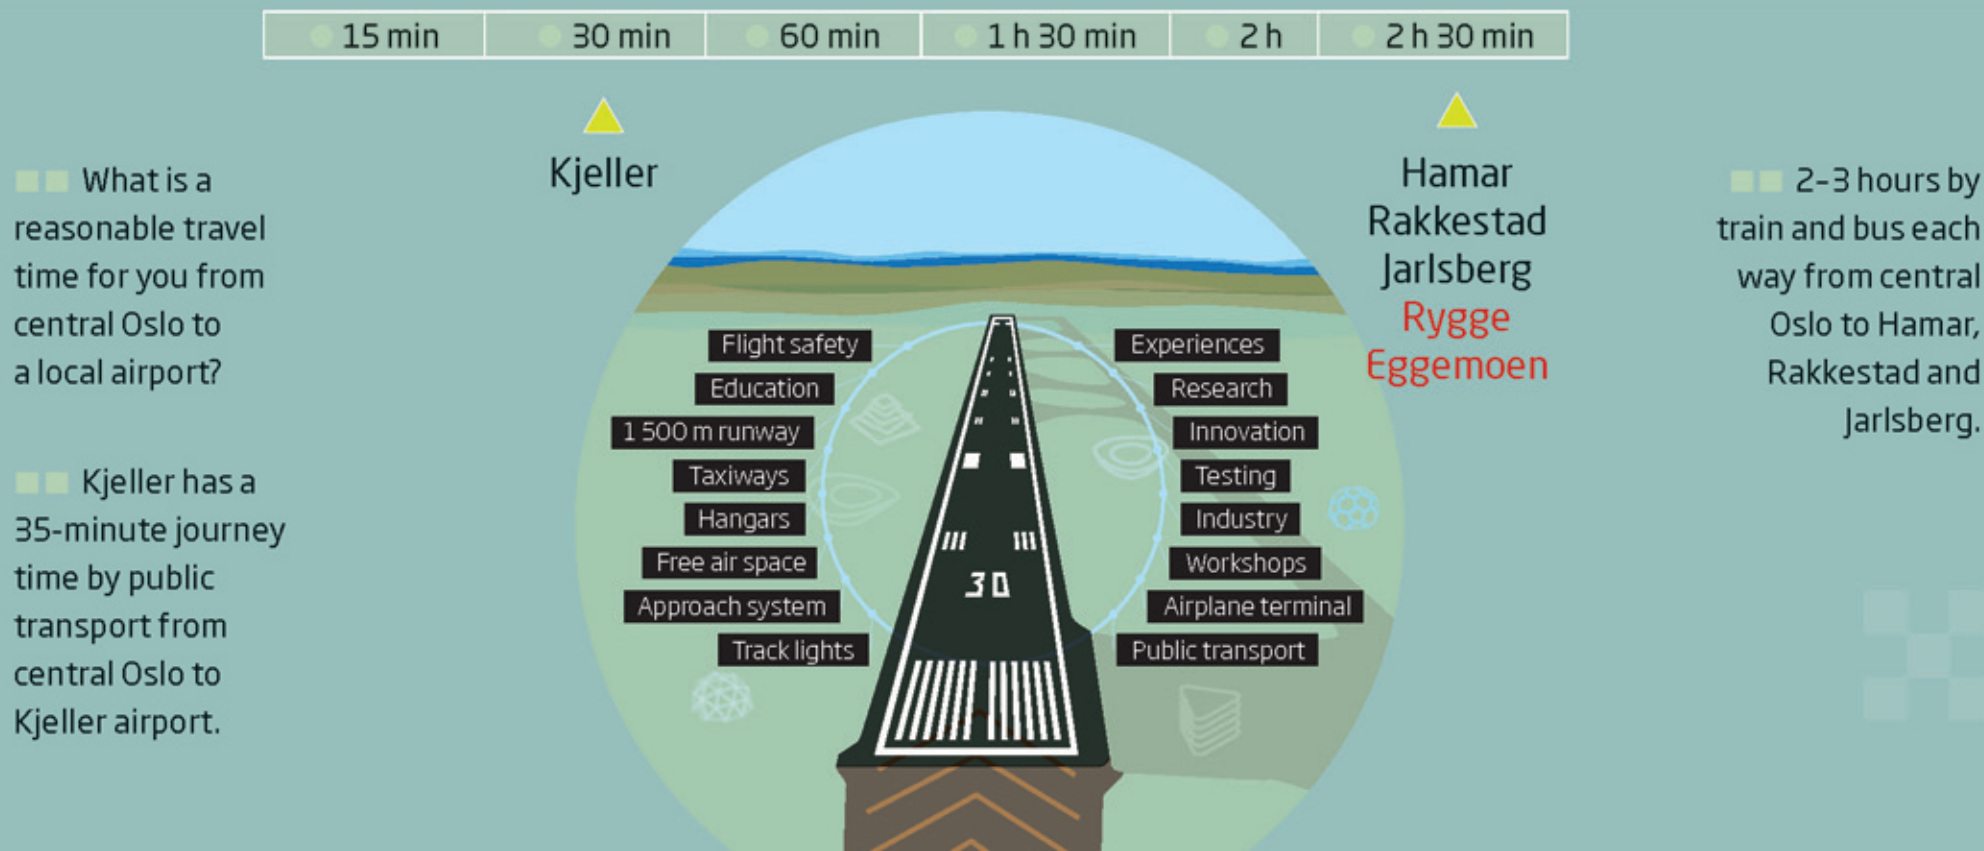 15 min
30 min
60 min
1 h 30 min
2 h
2 h 30 min
What is a
reasonable travel
time for you from
central Oslo to
a local airport?
Kjeller has a
35-minute journey
time by public
transport from
central Oslo to
Kjeller airport.
Kjeller
Flight safety
Education
1 500 m runway
Taxiways
Hangars
Free air space
Approach system
Track lights
30
Experiences
Research
Innovation
Testing
Industry
Workshops
Airplane terminal
Public transport
Hamar
Rakkestad
Jarlsberg
Rygge
Eggemoen
2–3 hours by
train and bus each
way from central
Oslo to Hamar,
Rakkestad and
Jarlsberg.